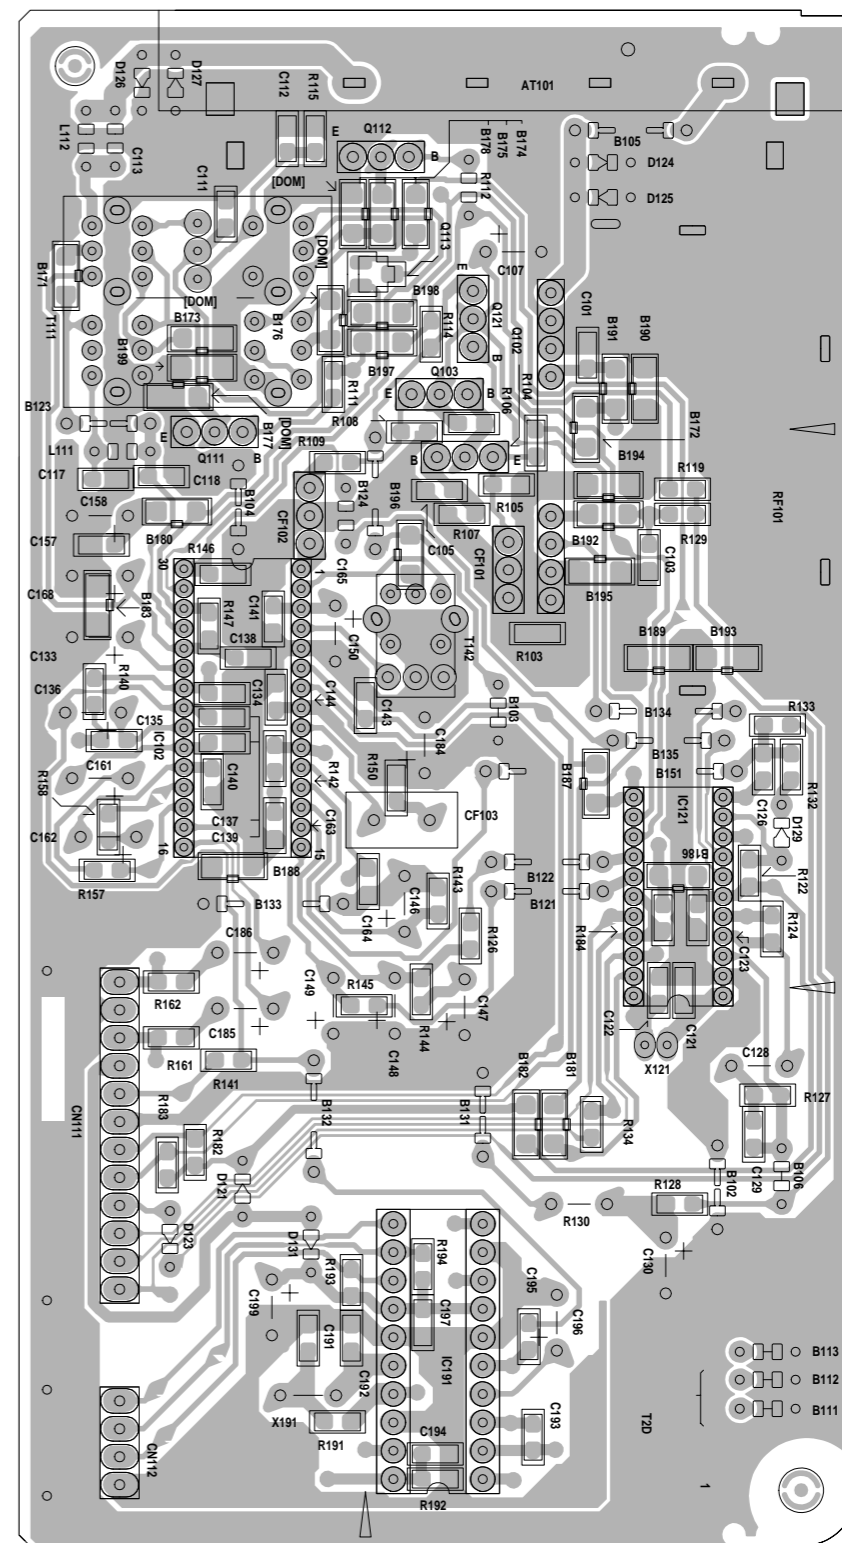 D126
D127
C112
R115
AT101
L112
C113
E
Q112
B
B178
B175
B174
B105
D124
D125
[DOM]
C111
R112
[DOM]
Q113
C107
B171
[DOM]
T111
B173
B176
B199
B198
E
Q121
B
R114
B197
Q102
C101
B191
B190
B123
R111
E
Q103
B
R104
R106
R108
B172
L111
E
Q111
B
B177
[DOM]
R109
B
E
B194
C117
C118
B104
CF102
B124
B196
R105
R119
RF101
C158
C157
B180
R107
R129
B192
R146
C105
CF101
C103
30
1
C165
B195
C168
B183
R147
C141
C150
T142
R103
C133
C138
B189
B193
R140
C136
C134
C144
C143
B103
B134
R133
C135
IC102
C184
B135
B151
R158
C161
R142
R150
B187
IC121
R132
C140
C126
D129
C162
C137
C139
C163
CF103
16
15
B186
R157
B188
B122
R122
B133
C164
C146
R143
B121
R124
C186
R126
R184
C123
R162
C149
R145
R144
C147
C122
C121
C185
C148
X121
C128
R161
R141
B182
B181
CN111
R183
R182
B132
B131
R134
R127
D121
C129
B106
B102
R128
D123
D131
R130
R193
R194
C130
C199
C195
C191
C197
C196
C192
IC191
B113
B112
B111
X191
R191
C194
C193
T2D
CN112
R192
1